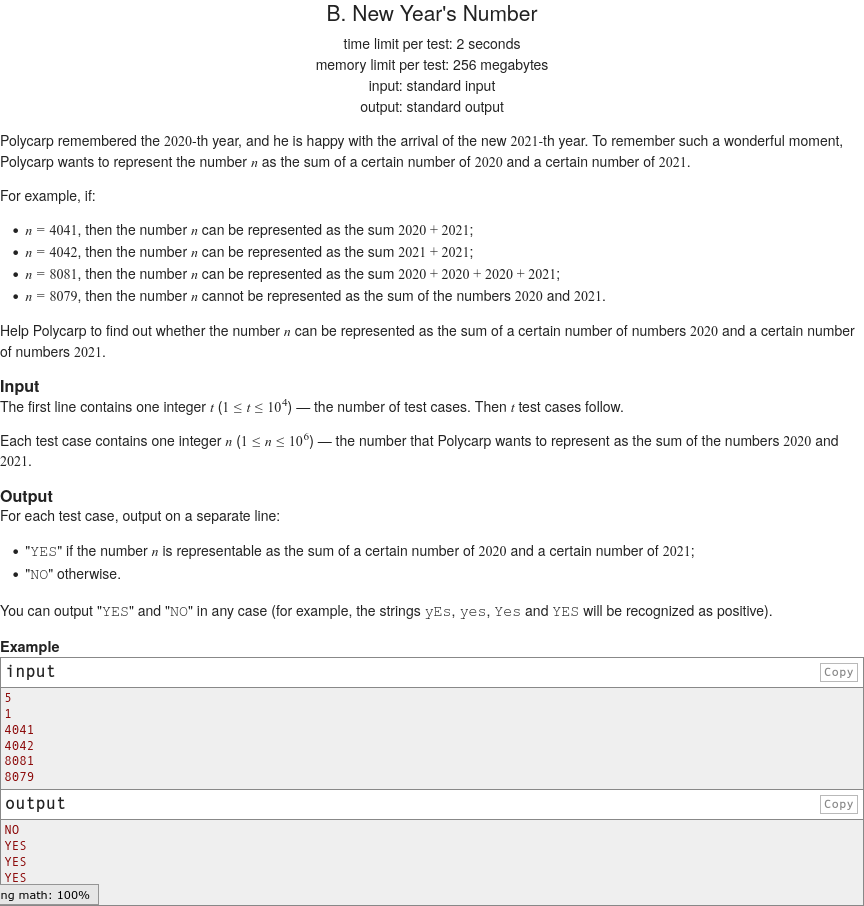 B. New Year's Number
time limit per test: 2 seconds
memory limit per test: 256 megabytes
input: standard input
output: standard output
Polycarp remembered the 2020-th year, and he is happy with the arrival of the new 2021-th year. To remember such a wonderful moment,
Polycarp wants to represent the number n as the sum of a certain number of 2020 and a certain number of 2021.
For example, if:
• n = 4041, then the number n can be represented as the sum 2020 + 2021;
• n = 4042, then the number n can be represented as the sum 2021 + 2021;
• n = 8081, then the number n can be represented as the sum 2020 + 2020 + 2020 + 2021;
• n = 8079, then the number n cannot be represented as the sum of the numbers 2020 and 2021.
Help Polycarp to find out whether the number n can be represented as the sum of a certain number of numbers 2020 and a certain number
of numbers 2021.
Input
The first line contains one integer t (1 ≤ t ≤ 10⁴) — the number of test cases. Then t test cases follow.
Each test case contains one integer n (1 ≤ n ≤ 10⁶) — the number that Polycarp wants to represent as the sum of the numbers 2020 and
2021.
Output
For each test case, output on a separate line:
• "YES" if the number n is representable as the sum of a certain number of 2020 and a certain number of 2021;
• "NO" otherwise.
You can output "YES" and "NO" in any case (for example, the strings yEs, yes, Yes and YES will be recognized as positive).
Example
input Copy
5
1
4041
4042
8081
8079
output Copy
NO
YES
YES
YES
ng math: 100%